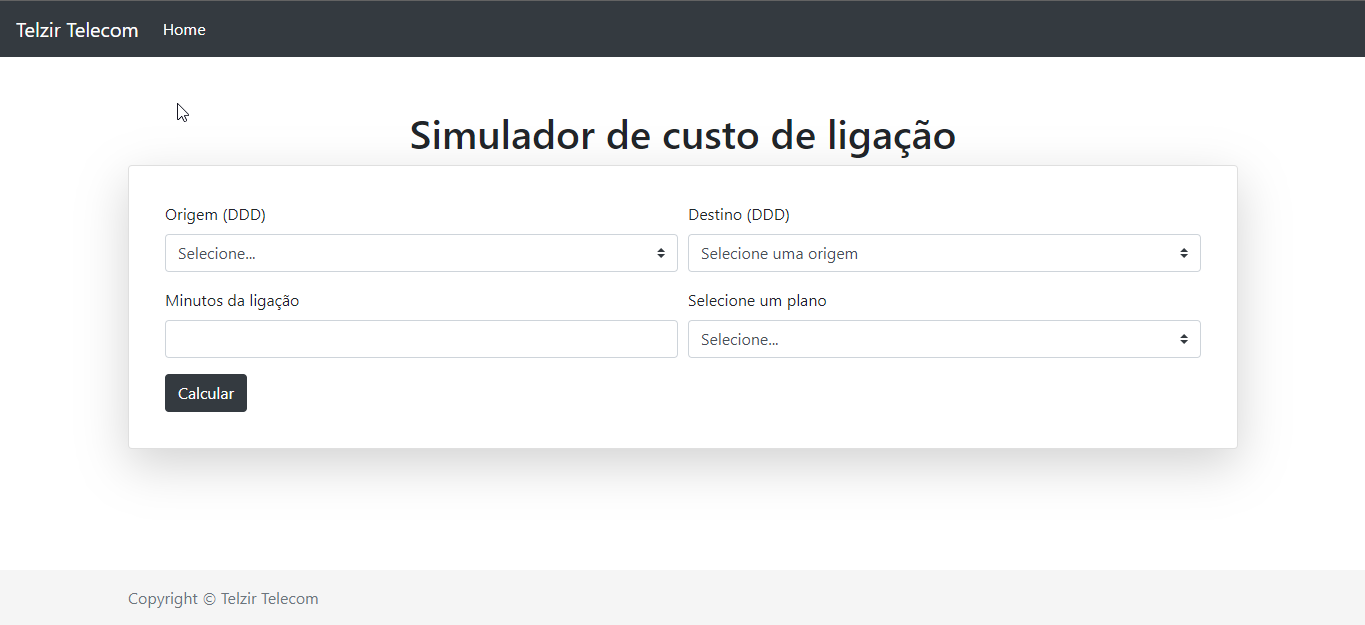 Telzir Telecom Home
Simulador de custo de ligação
Origem (DDD) Destino (DDD)
Selecione... Selecione uma origem
Minutos da ligação Selecione um plano
Selecione...
Calcular
Copyright © Telzir Telecom